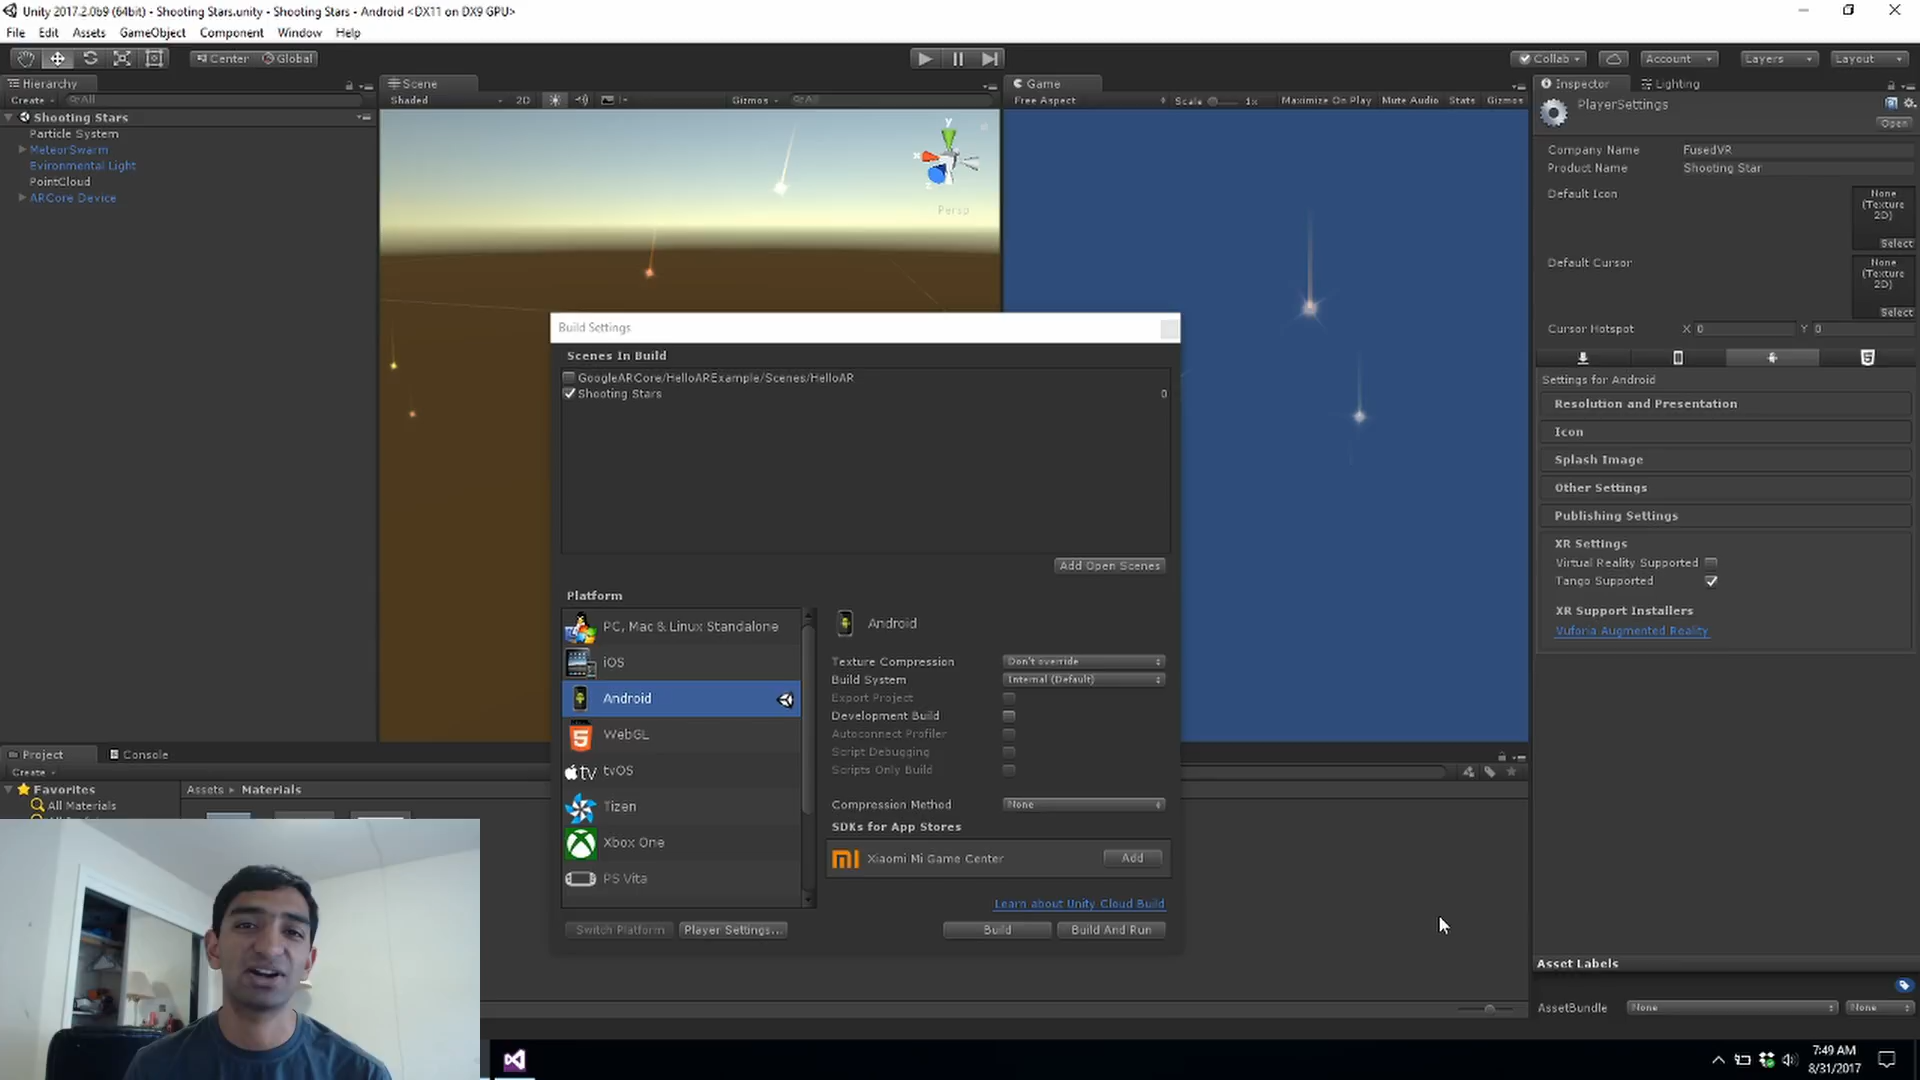 Unity 2017.2.0b9 (64bit) - Shooting Stars.unity - Shooting Stars - Android <DX11 on DX9 GPU>
File Edit Assets GameObject Component Window Help
Center Global
Collab Account Layers Layout
Hierarchy
Create All
Shooting Stars
Particle System
MeteorSwarm
Evironmental Light
PointCloud
ARCore Device
Scene
Shaded 2D Gizmos All
y
x
z
Persp
Game
Free Aspect Scale 1x Maximize On Play Mute Audio Stats Gizmos
Inspector Lighting
PlayerSettings
Open
Company Name FusedVR
Product Name Shooting Star
Default Icon
None
(Texture
2D)
Select
Default Cursor
None
(Texture
2D)
Select
Cursor Hotspot X 0 Y 0
Settings for Android
Resolution and Presentation
Icon
Splash Image
Other Settings
Publishing Settings
XR Settings
Virtual Reality Supported
Tango Supported
XR Support Installers
Vuforia Augmented Reality
Build Settings
Scenes In Build
GoogleARCore/HelloARExample/Scenes/HelloAR
Shooting Stars 0
Add Open Scenes
Platform
PC, Mac & Linux Standalone
iOS
Android
WebGL
tv tvOS
Tizen
Xbox One
PS Vita
Android
Texture Compression Don't override
Build System Internal (Default)
Export Project
Development Build
Autoconnect Profiler
Script Debugging
Scripts Only Build
Compression Method None
SDKs for App Stores
Xiaomi Mi Game Center Add
Learn about Unity Cloud Build
Switch Platform Player Settings... Build Build And Run
Project Console
Create
Favorites
All Materials
Assets Materials
Asset Labels
AssetBundle None None
7:49 AM
8/31/2017